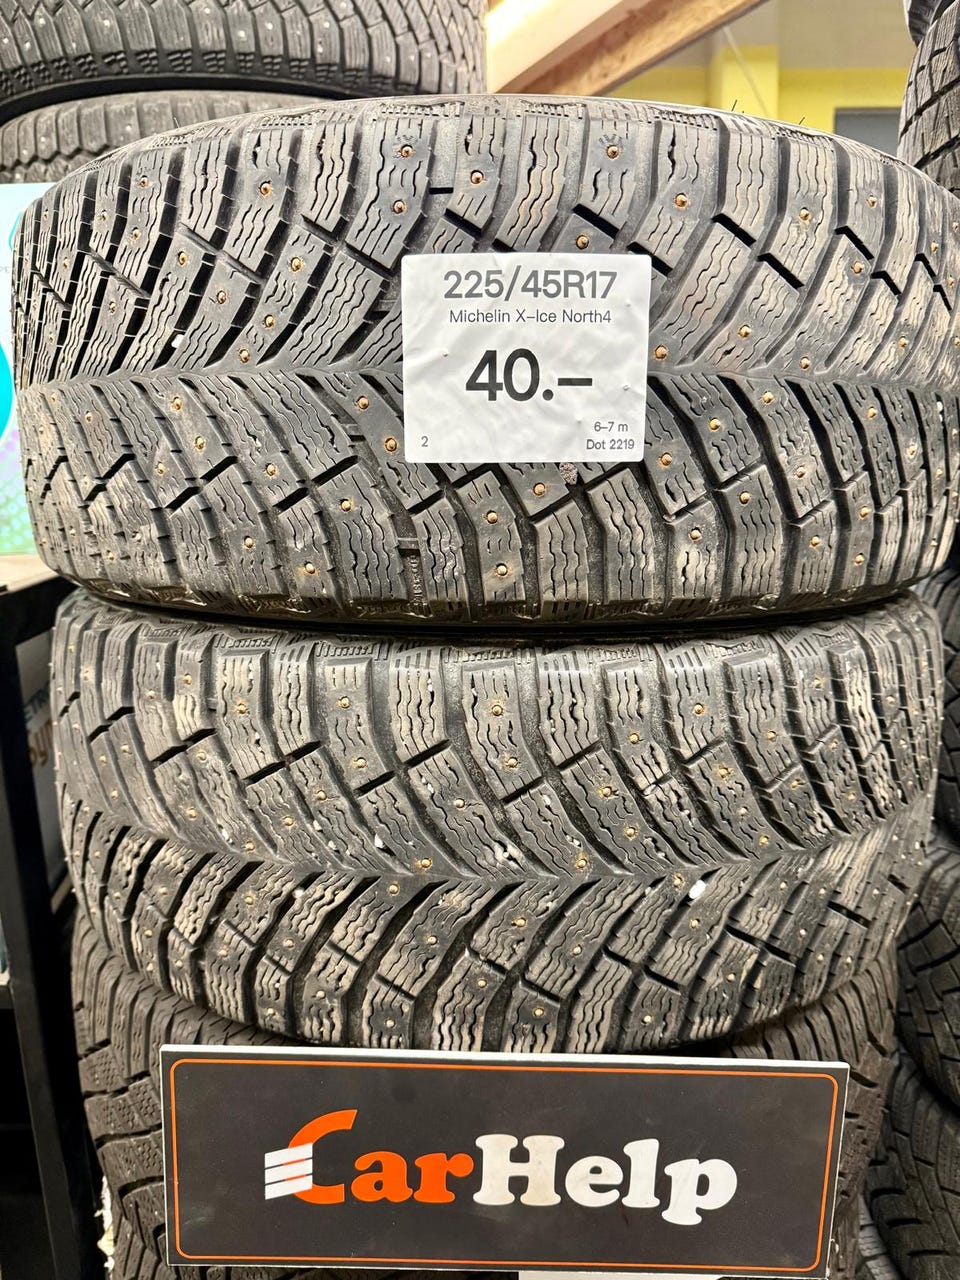 225/45R17
Michelin X-Ice North4
40.–
2
6–7 m
Dot 2219
CarHelp